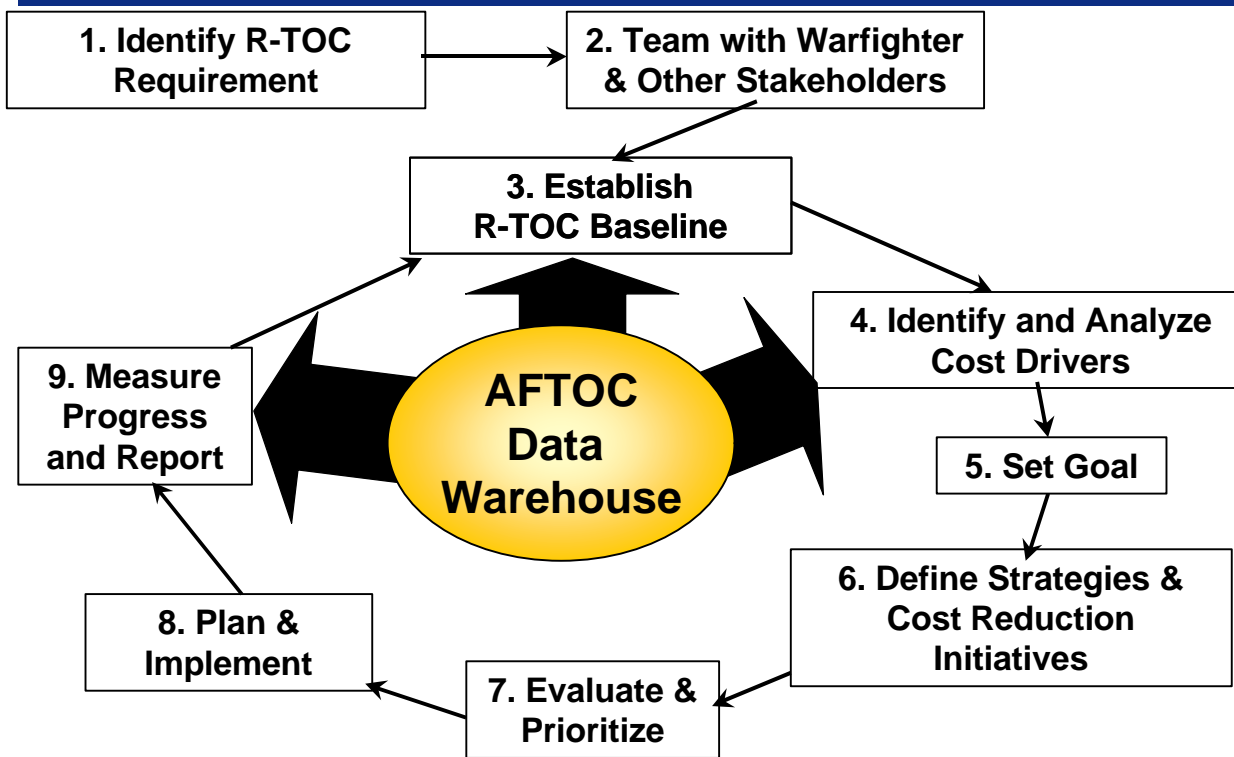 1. Identify R-TOC
Requirement
2. Team with Warfighter
& Other Stakeholders
3. Establish
R-TOC Baseline
4. Identify and Analyze
Cost Drivers
5. Set Goal
6. Define Strategies &
Cost Reduction
Initiatives
7. Evaluate &
Prioritize
8. Plan &
Implement
9. Measure
Progress
and Report
AFTOC
Data
Warehouse